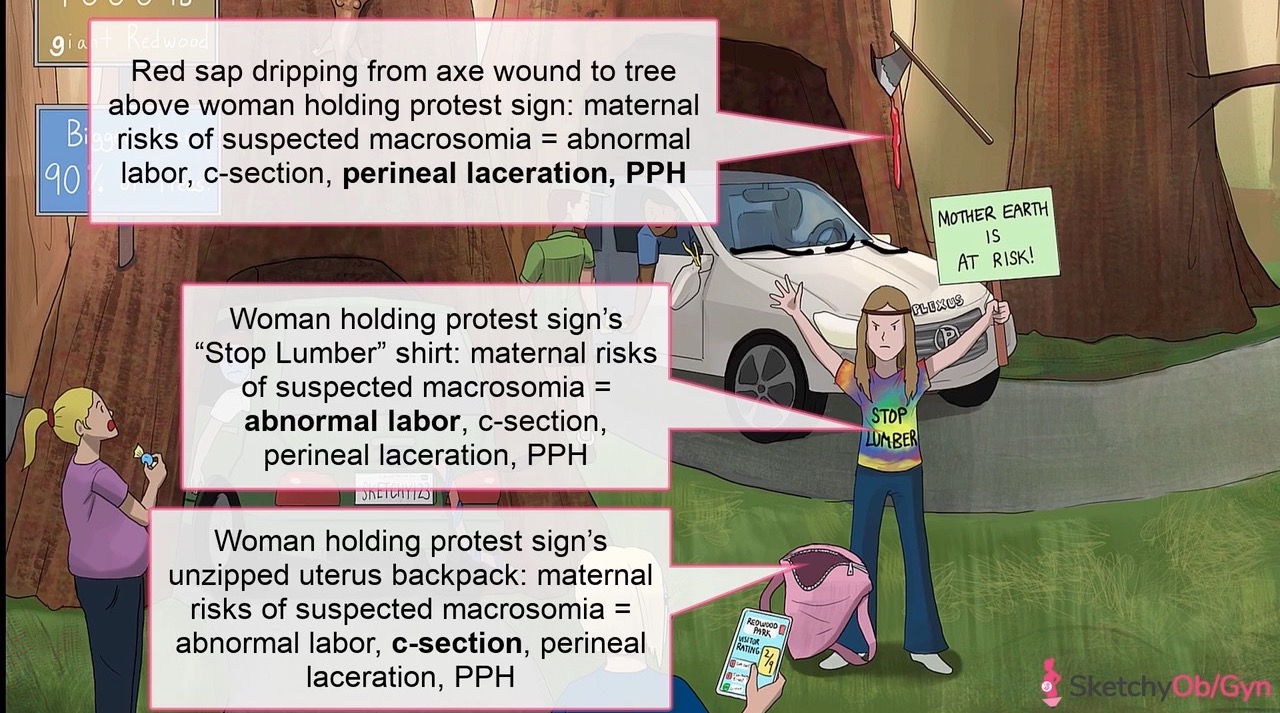 giant Redwood
Red sap dripping from axe wound to tree
above woman holding protest sign: maternal
risks of suspected macrosomia = abnormal
labor, c-section, perineal laceration, PPH
90%
MOTHER EARTH
IS
AT RISK!
PLEXUS
P
Woman holding protest sign’s
“Stop Lumber” shirt: maternal risks
of suspected macrosomia =
abnormal labor, c-section,
perineal laceration, PPH
STOP
LUMBER
SKETCHY123
Woman holding protest sign’s
unzipped uterus backpack: maternal
risks of suspected macrosomia =
abnormal labor, c-section, perineal
laceration, PPH
REDWOOD
PARK
VISITOR
RATING
2/9
SketchyOb/Gyn